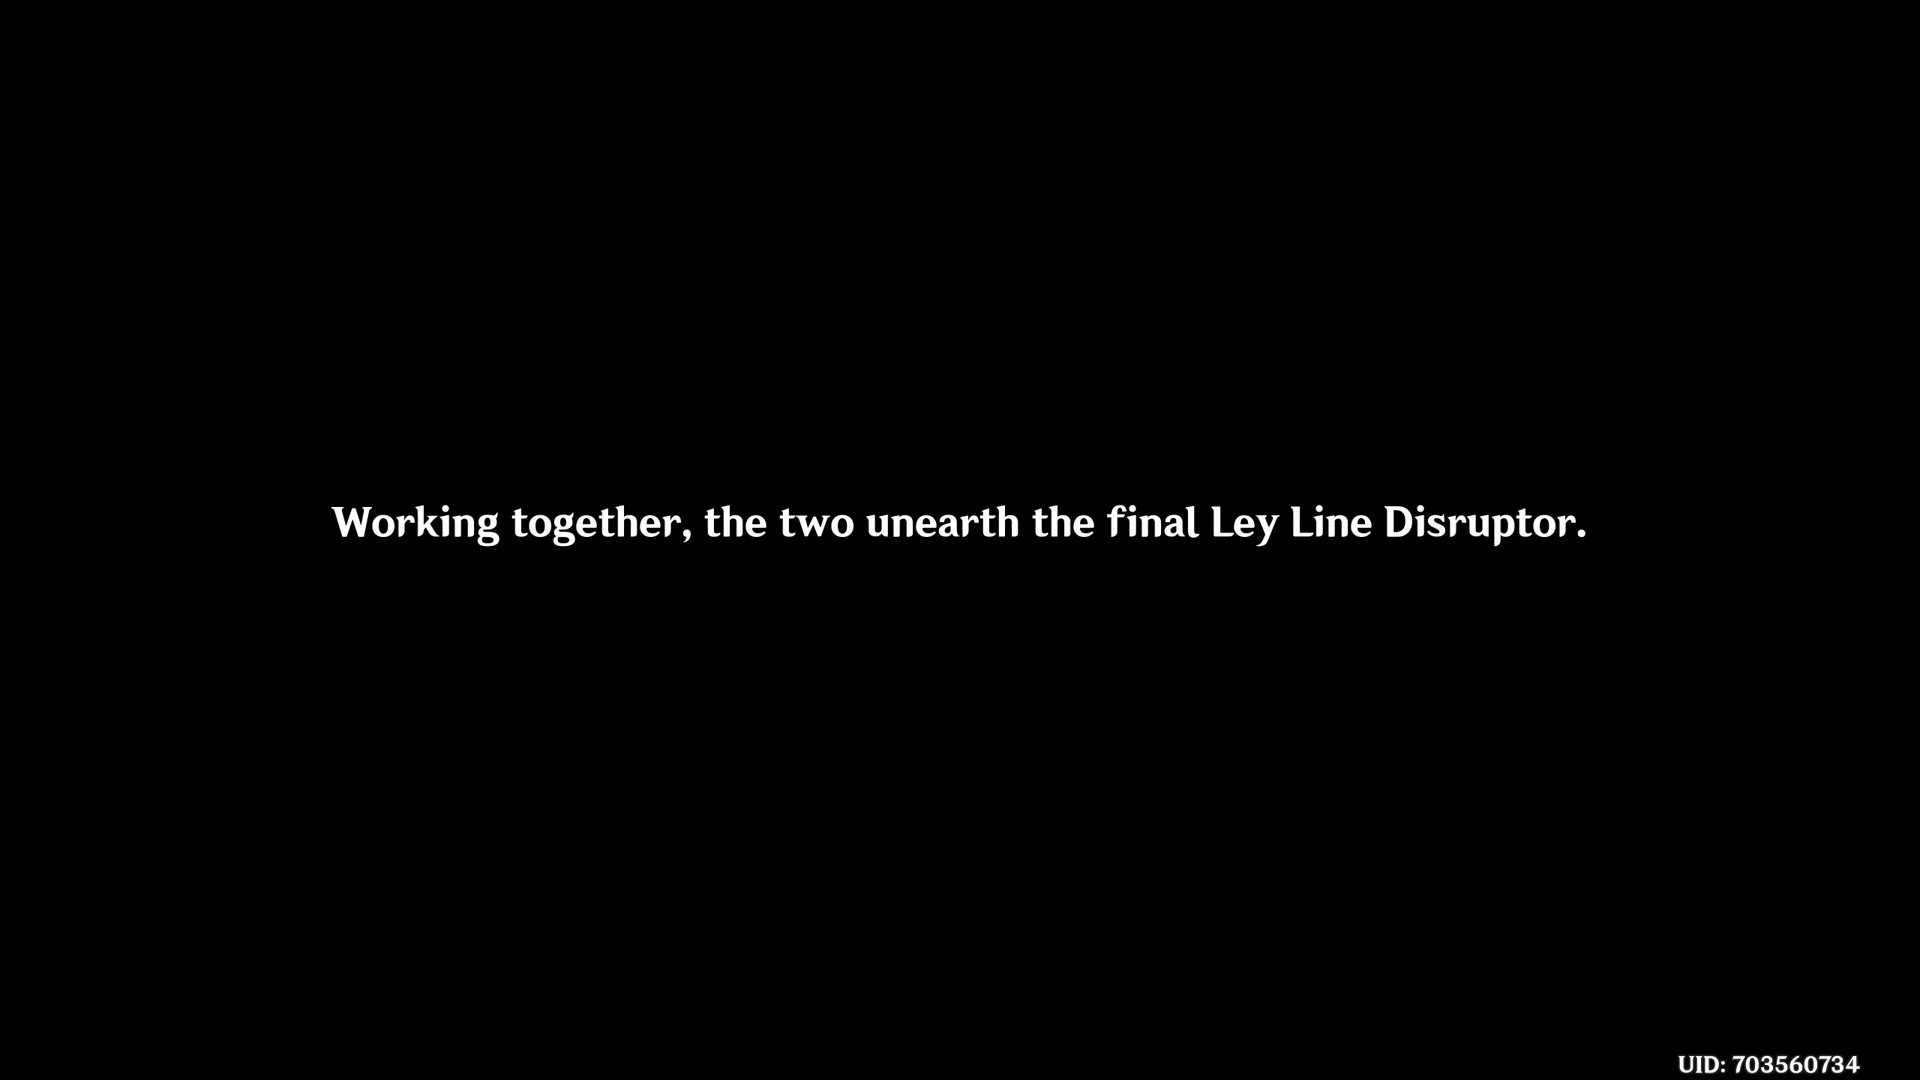 Working together, the two unearth the final Ley Line Disruptor.
UID: 703560734